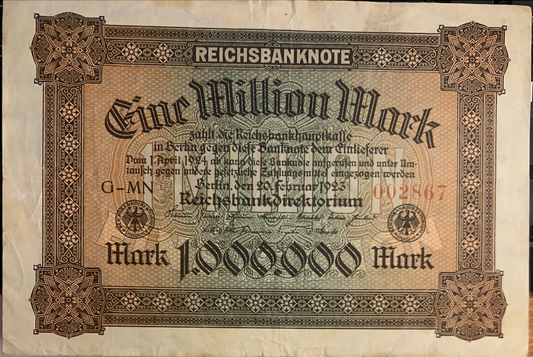 REICHSBANKNOTE
Eine Million Mark
zahlt die Reichsbankhauptkasse
in Berlin gegen diese Banknote dem Einlieferer
Vom 1. April 1924 ab kann diese Banknote aufgerufen und unter Um-
tausch gegen andere gesetzliche Zahlungsmittel eingezogen werden
G-MN Berlin, den 20. Februar 1923 002867
Reichsbankdirektorium
Mark 1.000.000 Mark